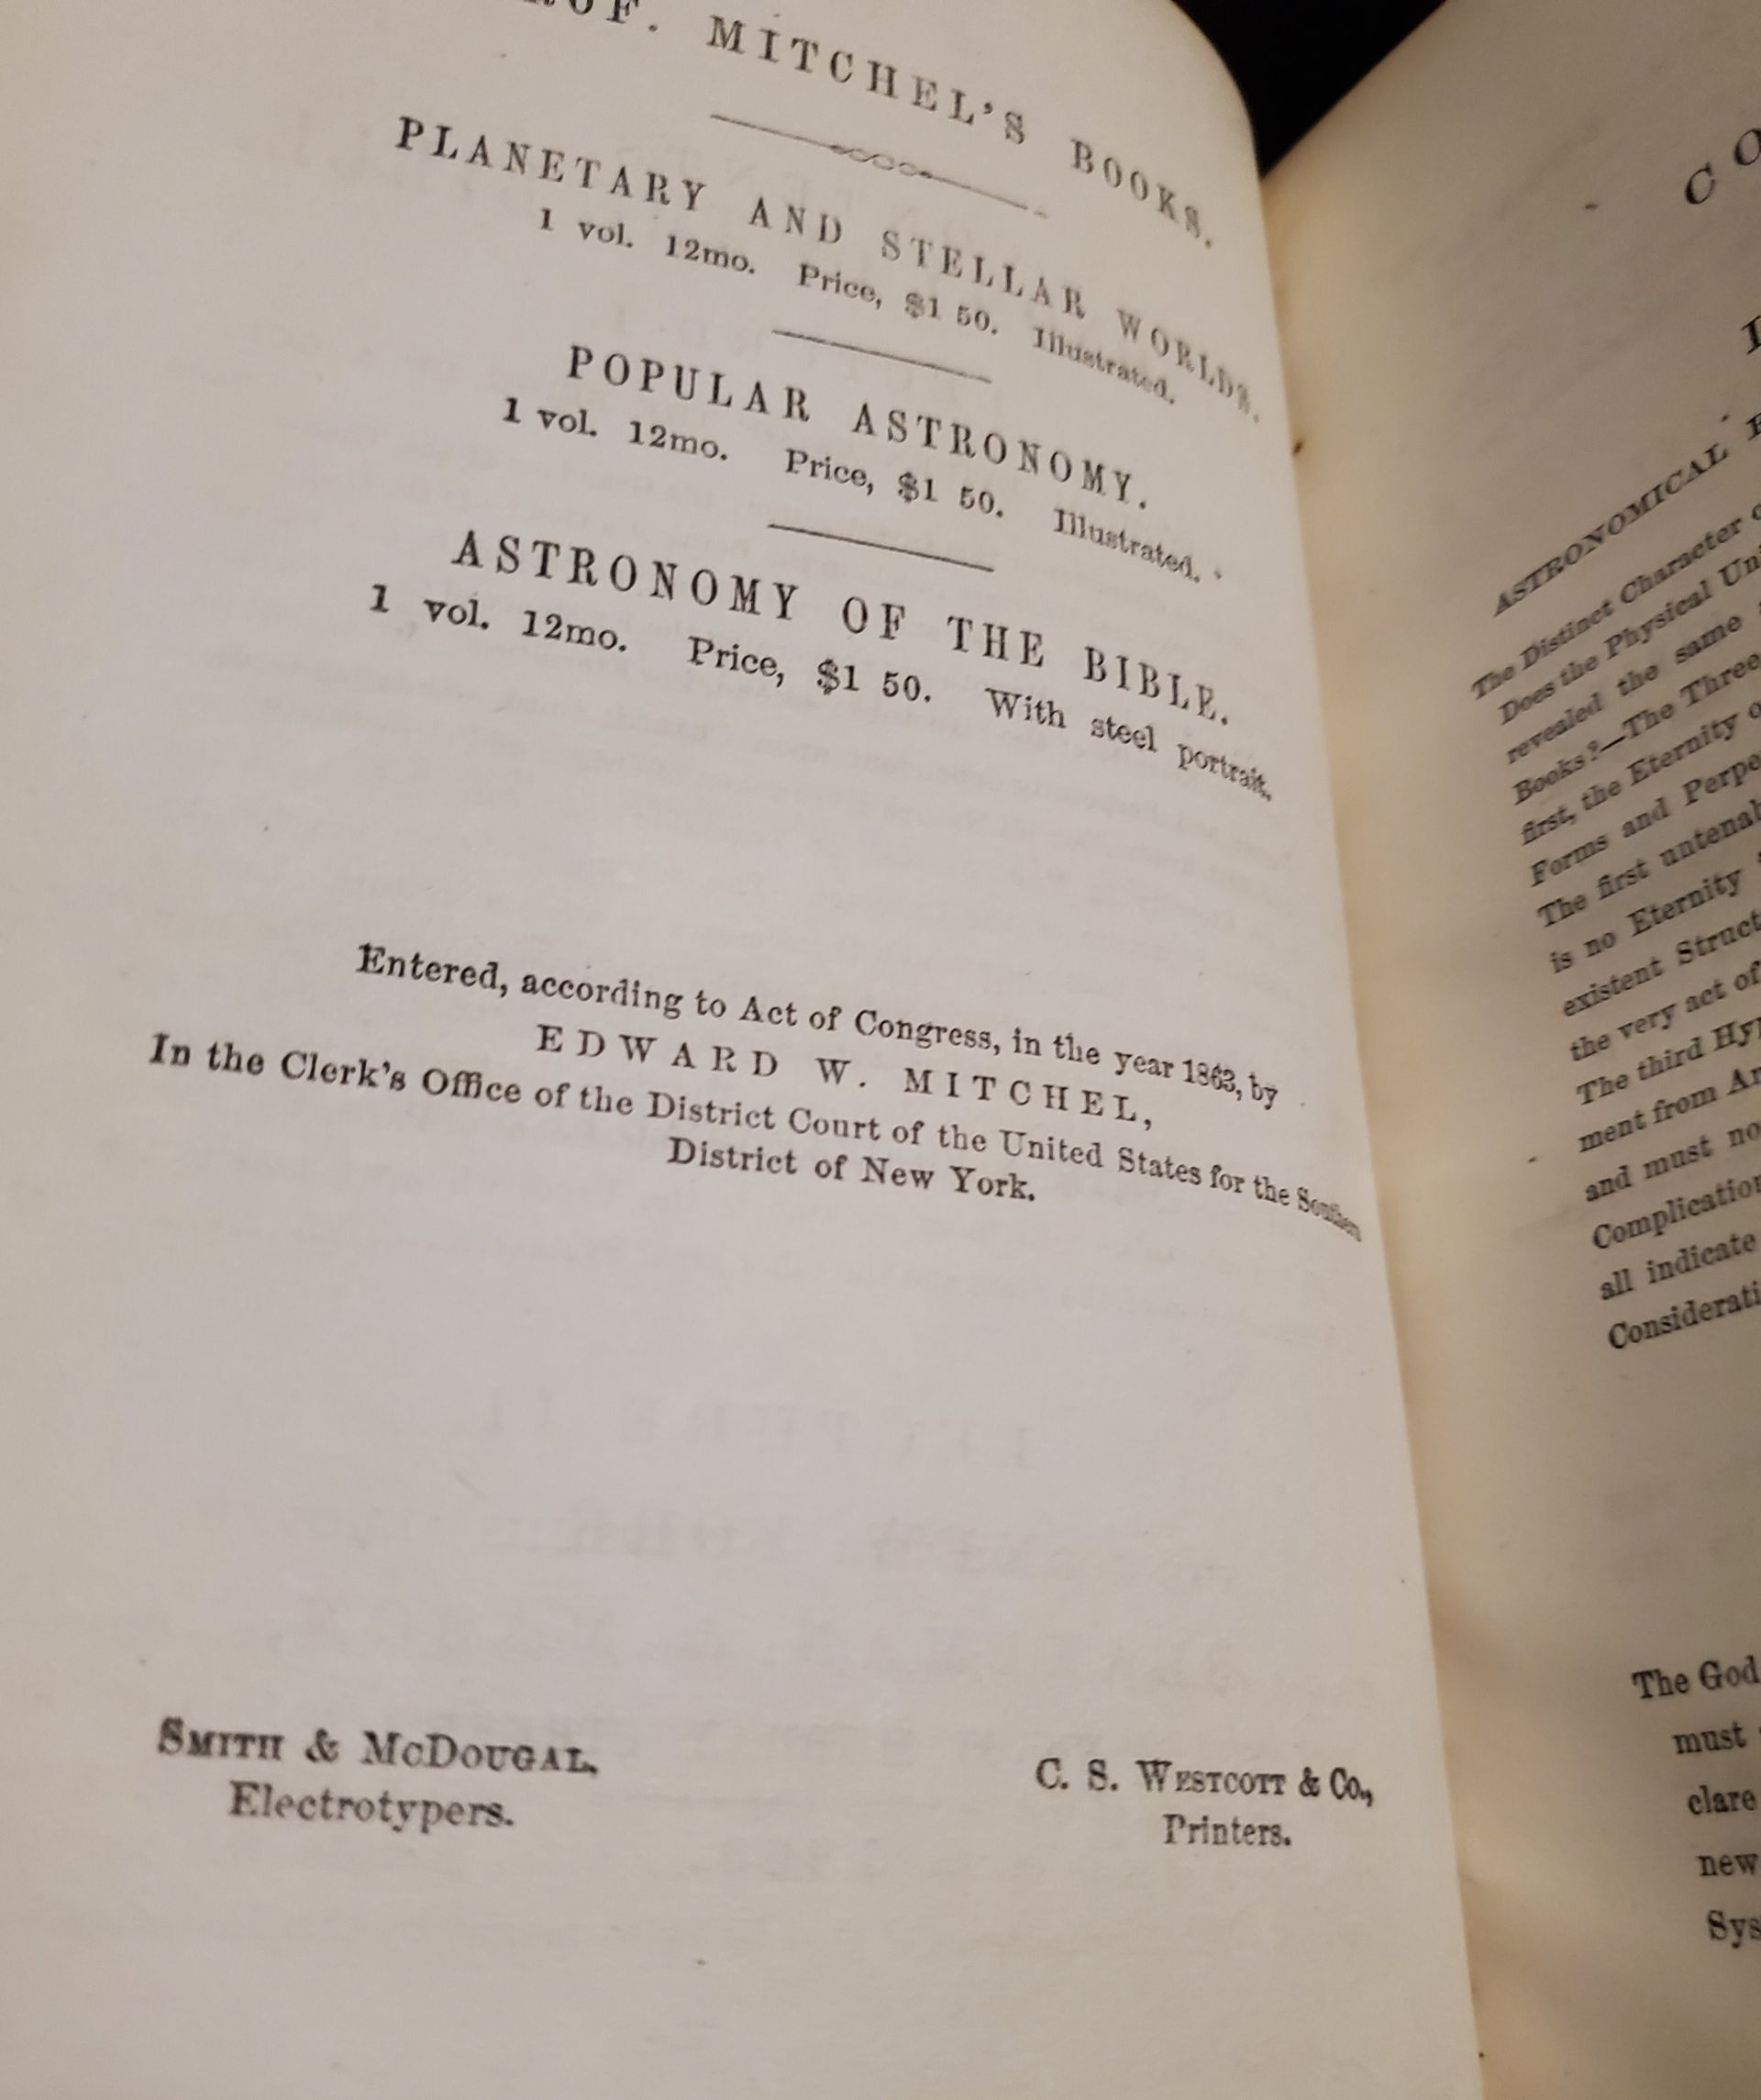 MITCHEL'S BOOKS.
PLANETARY AND STELLAR WORLDS.
1 vol. 12mo. Price, $1 50. Illustrated.
POPULAR ASTRONOMY.
1 vol. 12mo. Price, $1 50. Illustrated.
ASTRONOMY OF THE BIBLE.
1 vol. 12mo. Price, $1 50. With steel portrait.
Entered, according to Act of Congress, in the year 1863, by
EDWARD W. MITCHEL,
In the Clerk's Office of the District Court of the United States for the Southern
District of New York.
SMITH & McDOUGAL,
Electrotypers.
C. S. WESTCOTT & Co.,
Printers.
CO
ASTRONOMICAL
The Distinct Character
Does the Physical
revealed the same
Books?—The Three
first, the Eternity
Forms and
The first
is no Eternity
existent
the very act of
The third
ment from
and must
all indicate
The God
must
clare
new